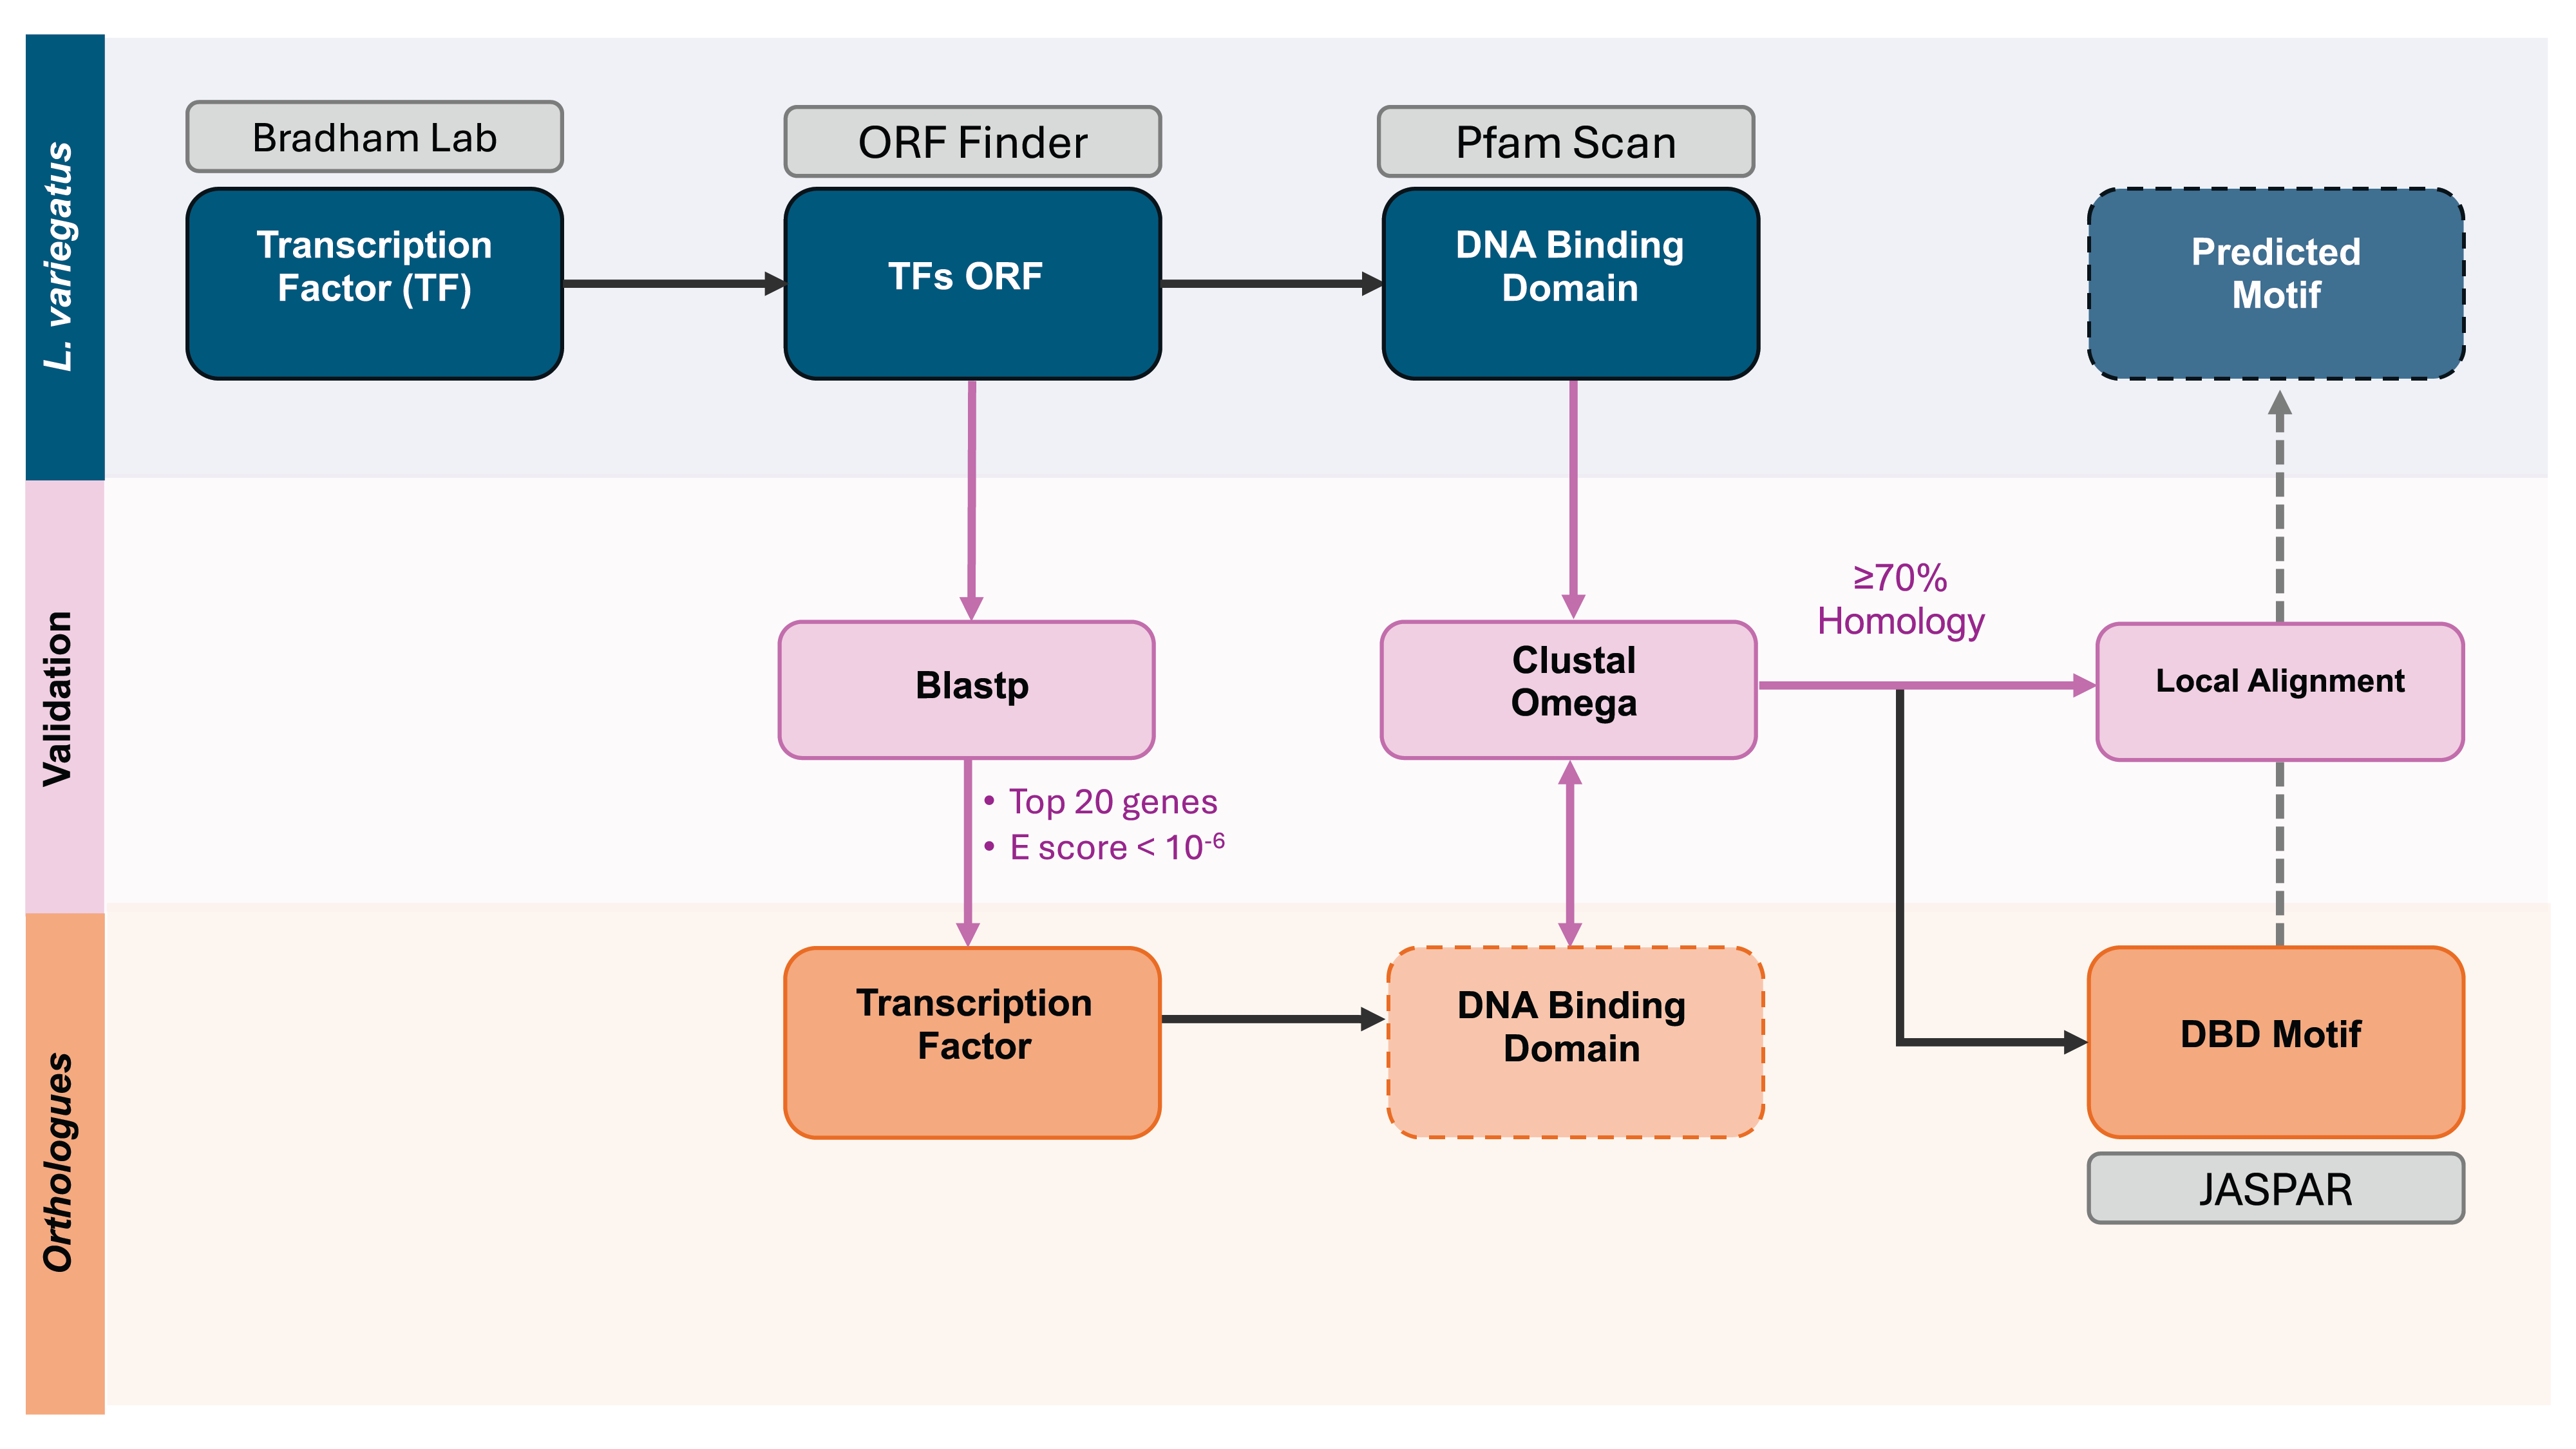 L. variegatus
Bradham Lab
ORF Finder
Pfam Scan
Transcription
Factor (TF)
TFs ORF
DNA Binding
Domain
Predicted
Motif
Validation
Blastp
Clustal
Omega
≥70%
Homology
Local Alignment
• Top 20 genes
• E score < 10⁻⁶
Orthologues
Transcription
Factor
DNA Binding
Domain
DBD Motif
JASPAR